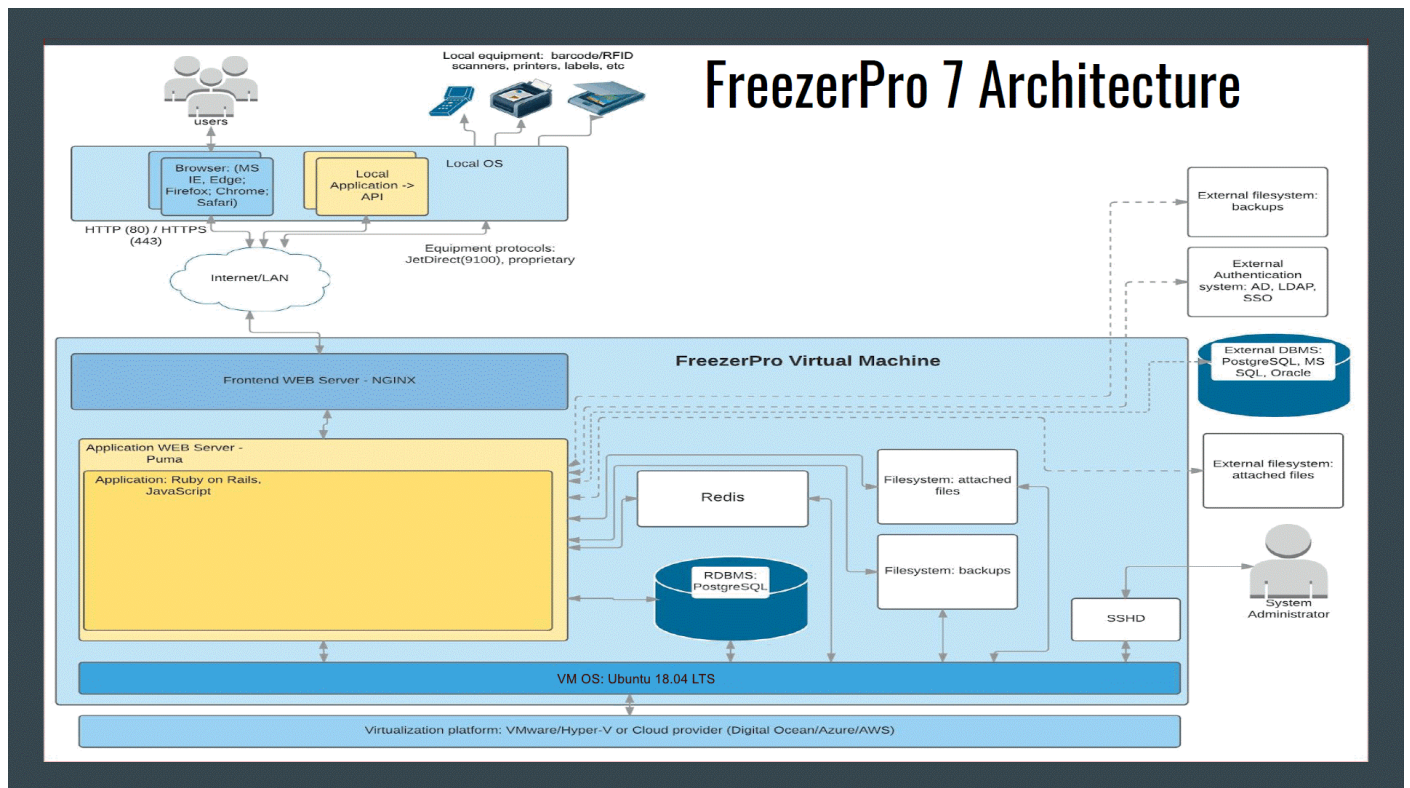 FreezerPro 7 Architecture
Local equipment: barcode/RFID
scanners, printers, labels, etc
users
Local OS
Browser: (MS
IE, Edge;
Firefox; Chrome;
Safari)
Local
Application ->
API
HTTP (80) / HTTPS
(443)
Equipment protocols:
JetDirect(9100), proprietary
Internet/LAN
External filesystem:
backups
External
Authentication
system: AD, LDAP,
SSO
External DBMS:
PostgreSQL, MS
SQL, Oracle
External filesystem:
attached files
FreezerPro Virtual Machine
Frontend WEB Server - NGINX
Application WEB Server -
Puma
Application: Ruby on Rails,
JavaScript
Redis
Filesystem: attached
files
RDBMS:
PostgreSQL
Filesystem: backups
SSHD
System
Administrator
VM OS: Ubuntu 18.04 LTS
Virtualization platform: VMware/Hyper-V or Cloud provider (Digital Ocean/Azure/AWS)